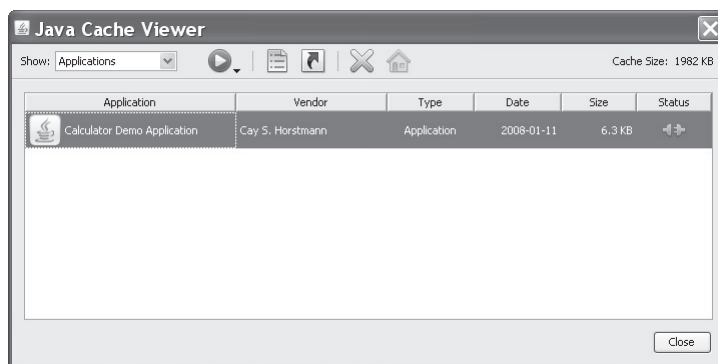 Java Cache Viewer
Show: Applications
Cache Size: 1982 KB
Application Vendor Type Date Size Status
Calculator Demo Application Cay S. Horstmann Application 2008-01-11 6.3 KB
Close